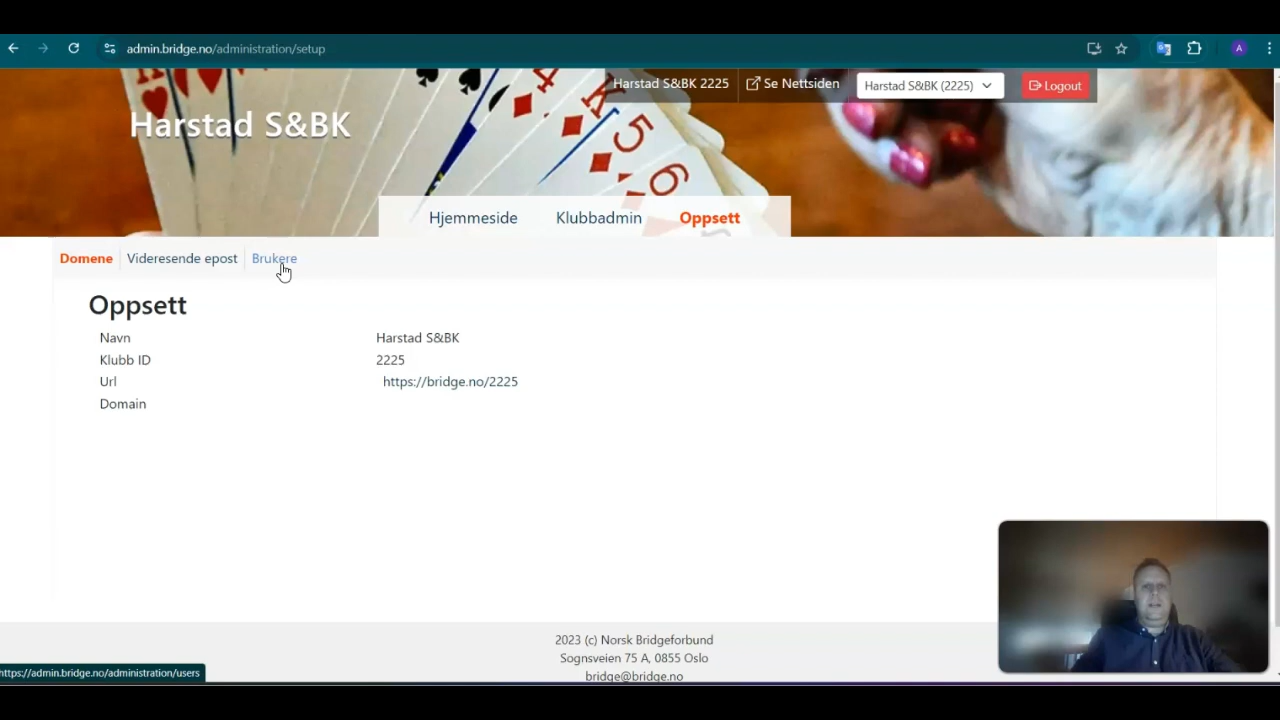 admin.bridge.no/administration/setup
A
Harstad S&BK 2225
Se Nettsiden
Harstad S&BK (2225)
Logout
Harstad S&BK
Hjemmeside
Klubbadmin
Oppsett
Domene
Videresende epost
Brukere
Oppsett
Navn Harstad S&BK
Klubb ID 2225
Url https://bridge.no/2225
Domain
2023 (c) Norsk Bridgeforbund
Sognsveien 75 A, 0855 Oslo
bridge@bridge.no
https://admin.bridge.no/administration/users